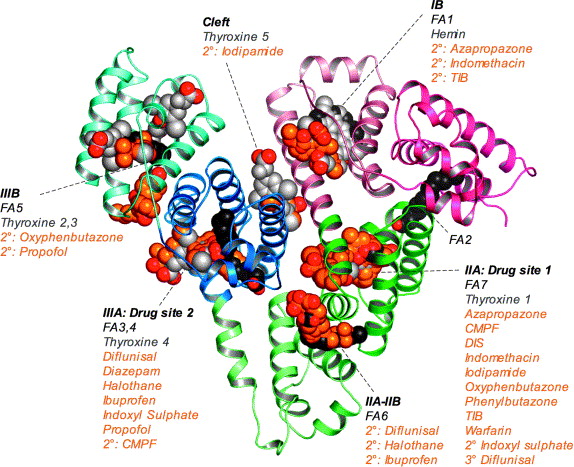 Cleft
Thyroxine 5
2°: Iodipamide
IB
FA1
Hemin
2°: Azapropazone
2°: Indomethacin
2°: TIB
IIIB
FA5
Thyroxine 2,3
2°: Oxyphenbutazone
2°: Propofol
FA2
IIIA: Drug site 2
FA3,4
Thyroxine 4
Diflunisal
Diazepam
Halothane
Ibuprofen
Indoxyl Sulphate
Propofol
2°: CMPF
IIA-IIB
FA6
2°: Diflunisal
2°: Halothane
2°: Ibuprofen
IIA: Drug site 1
FA7
Thyroxine 1
Azapropazone
CMPF
DIS
Indomethacin
Iodipamide
Oxyphenbutazone
Phenylbutazone
TIB
Warfarin
2° Indoxyl sulphate
3° Diflunisal